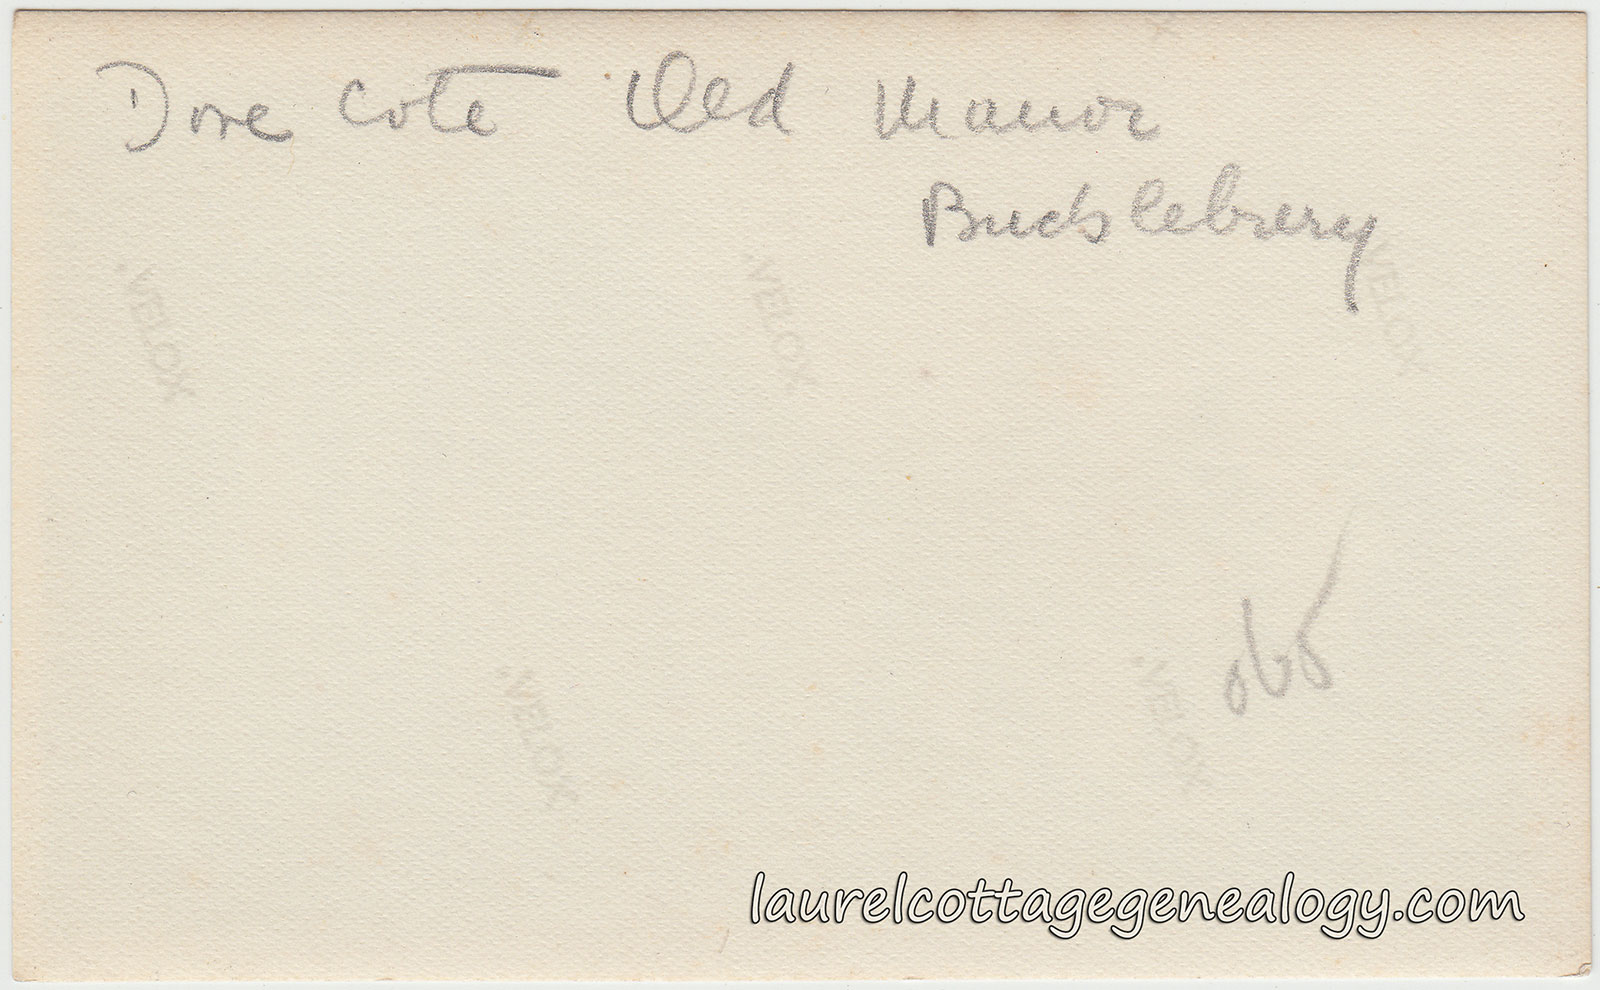 Dove Cote Old Manor
Bucklebury
VELOX
VELOX
VELOX
VELOX
VELOX
laurelcottagegenealogy.com